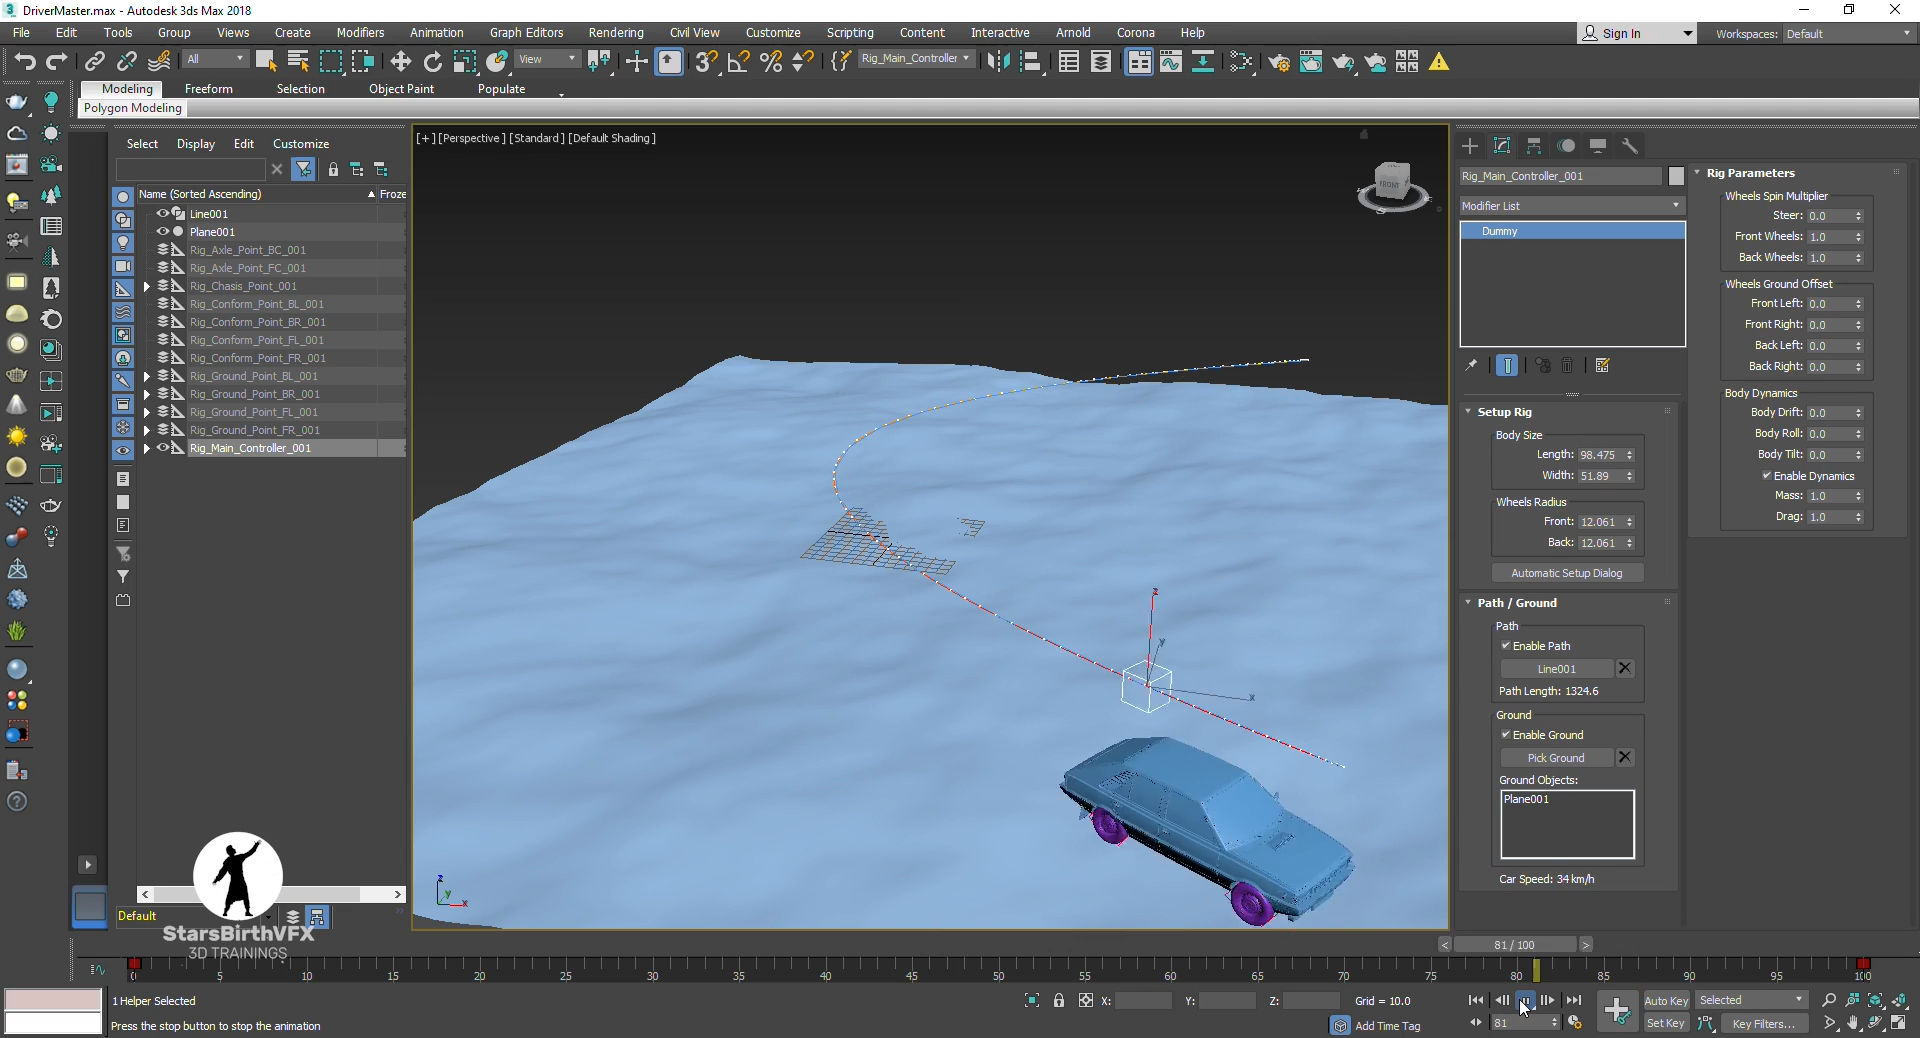 DriverMaster.max - Autodesk 3ds Max 2018
File Edit Tools Group Views Create Modifiers Animation Graph Editors Rendering Civil View Customize Scripting Content Interactive Arnold Corona Help
Sign In Workspaces: Default
All View Rig_Main_Controller
Modeling Freeform Selection Object Paint Populate
Polygon Modeling
Select Display Edit Customize
Name (Sorted Ascending) Froze
Line001
Plane001
Rig_Axle_Point_BC_001
Rig_Axle_Point_FC_001
Rig_Chasis_Point_001
Rig_Conform_Point_BL_001
Rig_Conform_Point_BR_001
Rig_Conform_Point_FL_001
Rig_Conform_Point_FR_001
Rig_Ground_Point_BL_001
Rig_Ground_Point_BR_001
Rig_Ground_Point_FL_001
Rig_Ground_Point_FR_001
Rig_Main_Controller_001
Default
StarsBirthVFX
3D TRAININGS
[+] [Perspective] [Standard] [Default Shading]
FRONT
z
y
x
z
y
x
Rig_Main_Controller_001
Modifier List
Dummy
Setup Rig
Body Size
Length: 98.475
Width: 51.89
Wheels Radius
Front: 12.061
Back: 12.061
Automatic Setup Dialog
Path / Ground
Path
Enable Path
Line001
Path Length: 1324.6
Ground
Enable Ground
Pick Ground
Ground Objects:
Plane001
Car Speed: 34 km/h
Rig Parameters
Wheels Spin Multiplier
Steer: 0.0
Front Wheels: 1.0
Back Wheels: 1.0
Wheels Ground Offset
Front Left: 0.0
Front Right: 0.0
Back Left: 0.0
Back Right: 0.0
Body Dynamics
Body Drift: 0.0
Body Roll: 0.0
Body Tilt: 0.0
Enable Dynamics
Mass: 1.0
Drag: 1.0
< 81 / 100 >
0 5 10 15 20 25 30 35 40 45 50 55 60 65 70 75 80 85 90 95 100
1 Helper Selected X: Y: Z: Grid = 10.0 Auto Key Selected
Press the stop button to stop the animation Add Time Tag 81 Set Key Key Filters...